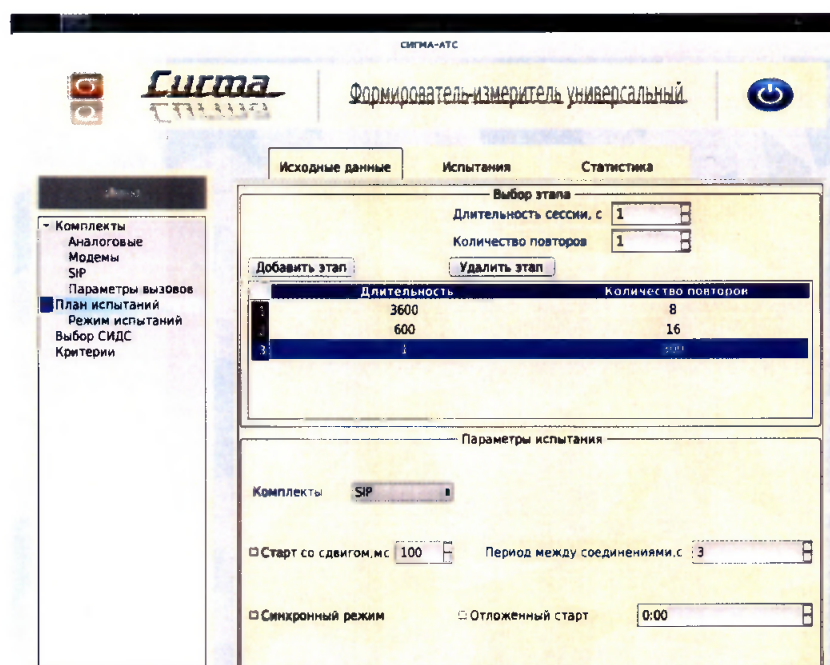 СИГМА-АТС
Сигма
Формирователь-измеритель универсальный
Исходные данные Испытания Статистика
Выбор этапа
Длительность сессии, с 1
Количество повторов 1
Комплекты
Аналоговые
Модемы
SIP
Параметры вызовов
План испытаний
Режим испытаний
Выбор СИДС
Критерии
Добавить этап Удалить этап
Длительность Количество повторов
1 3600 8
600 16
3 1
Параметры испытания
Комплекты SIP
Старт со сдвигом,мс 100 Период между соединениями,с 3
Синхронный режим Отложенный старт 0:00